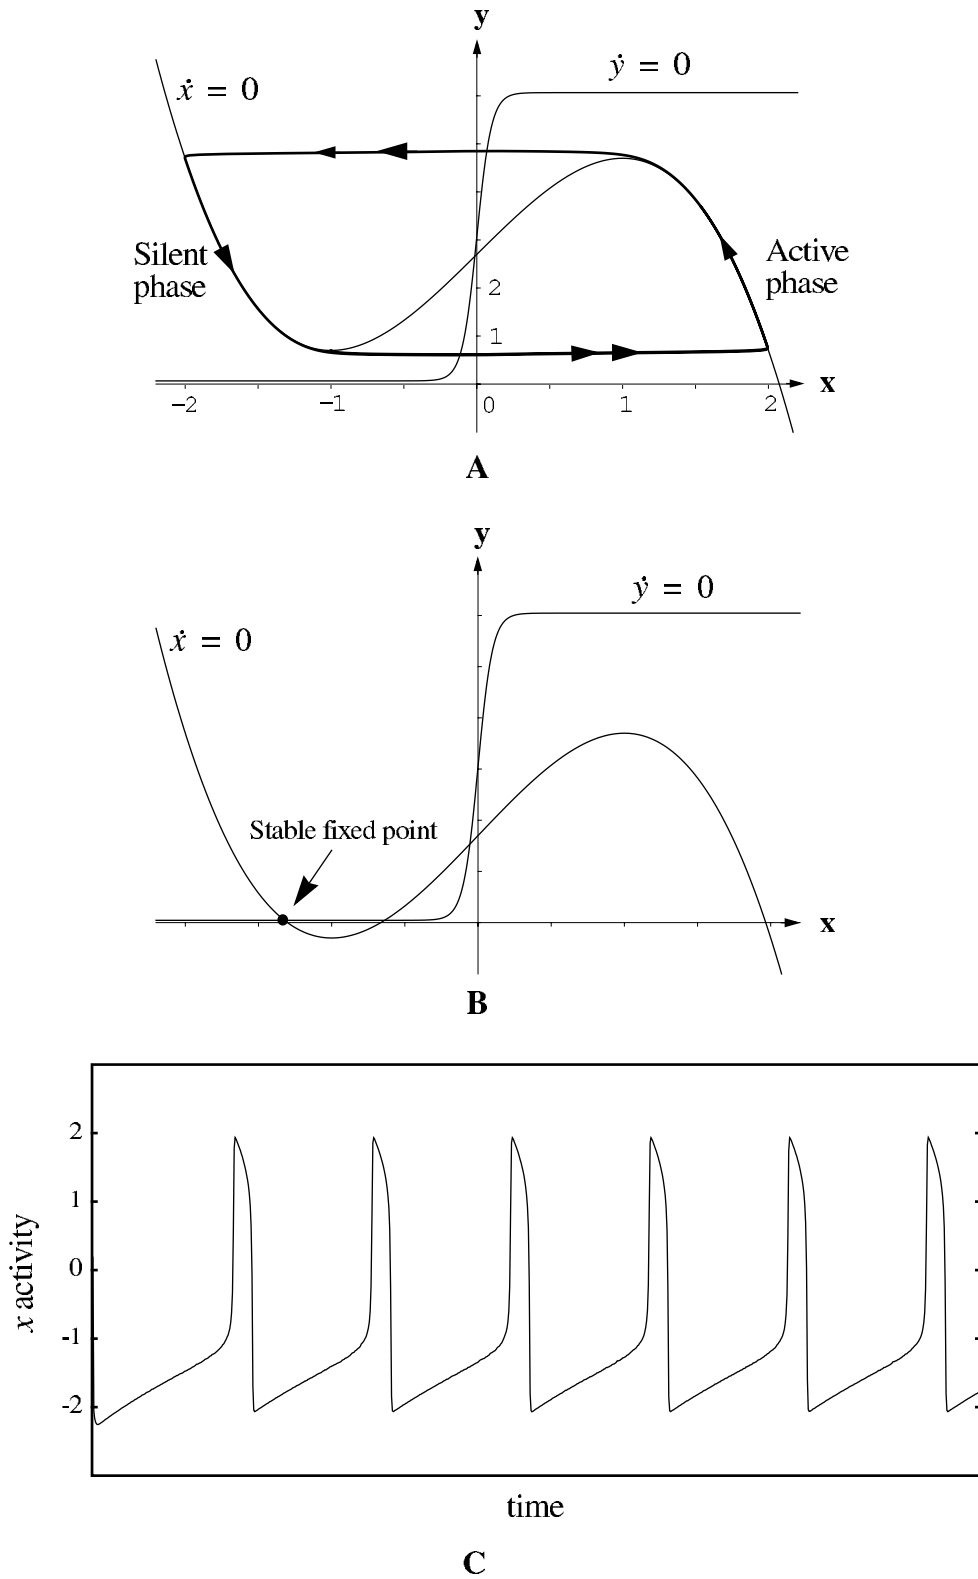 y
ẋ = 0
ẏ = 0
Silent
phase
Active
phase
2
1
-2 -1 0 1 2
x
A
y
ẋ = 0
ẏ = 0
Stable fixed point
x
B
2
1
0
-1
-2
x activity
time
C